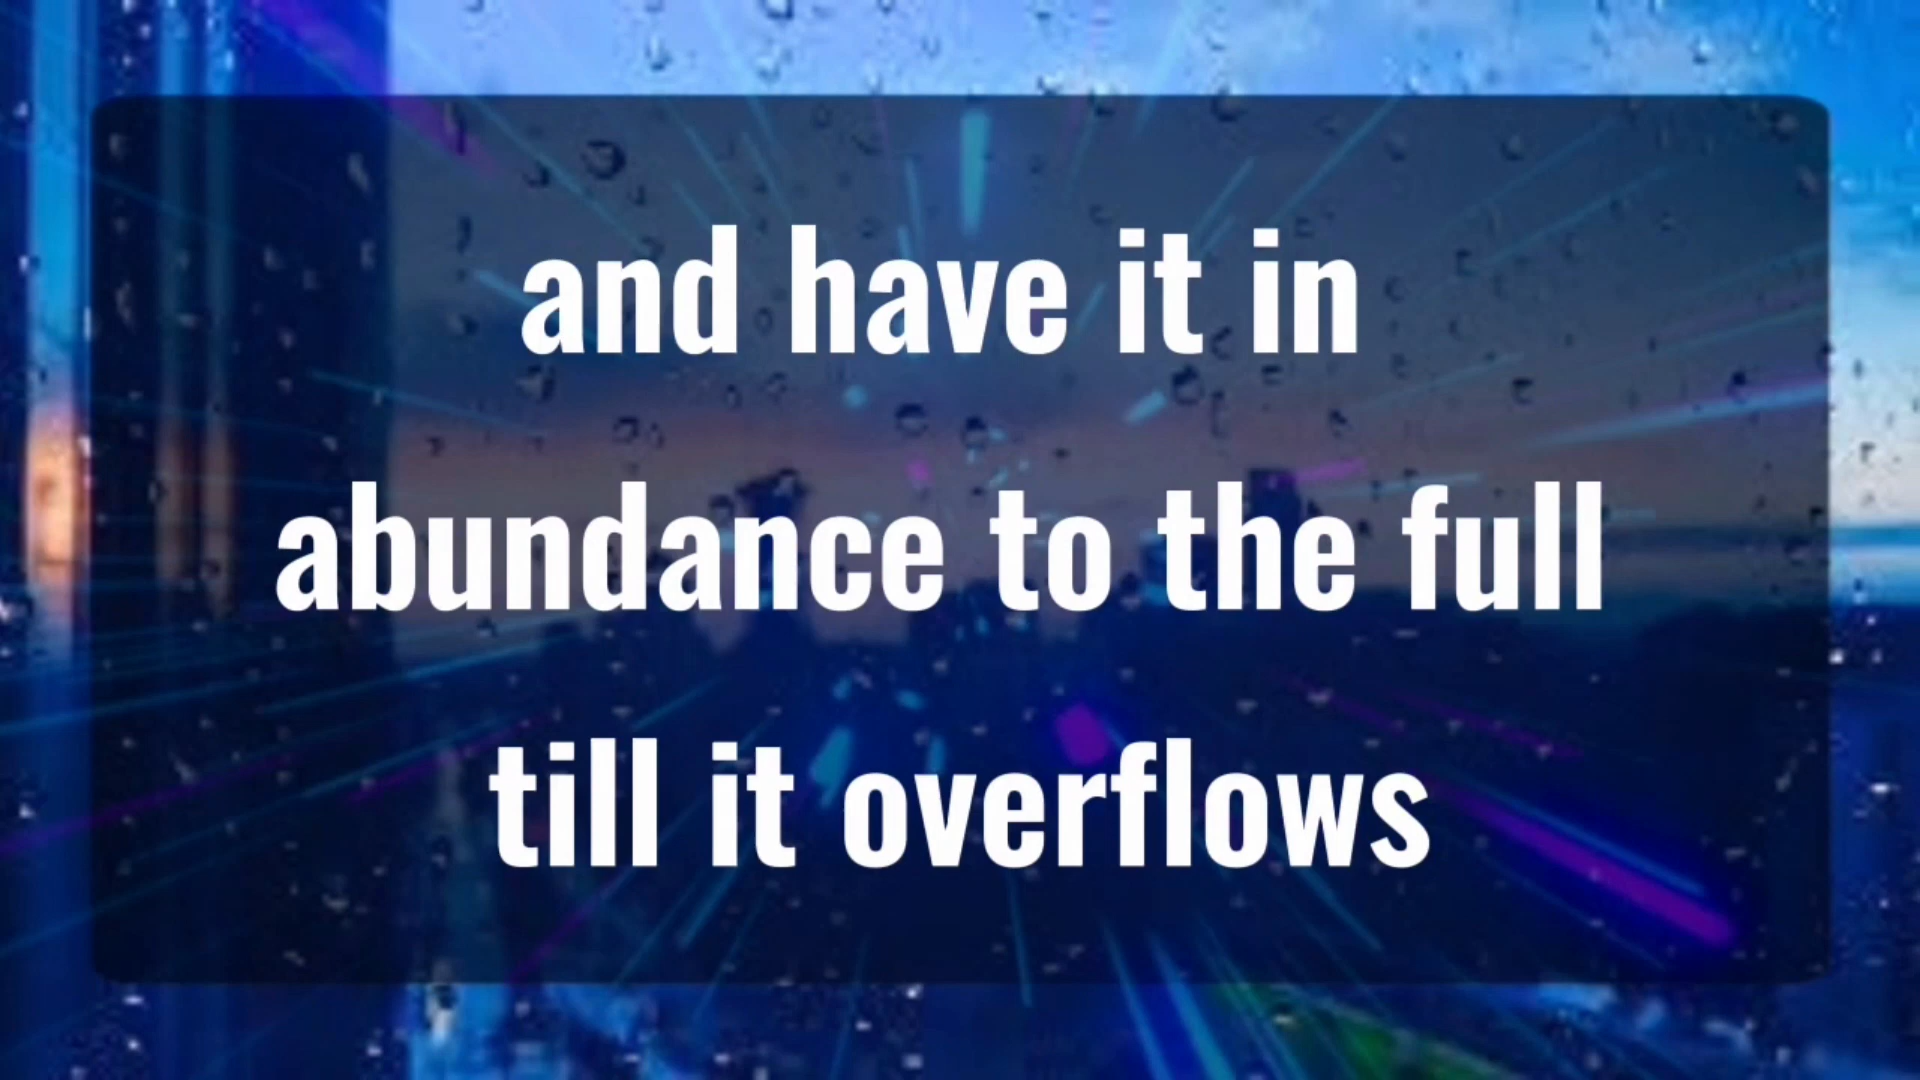 and have it in
abundance to the full
till it overflows